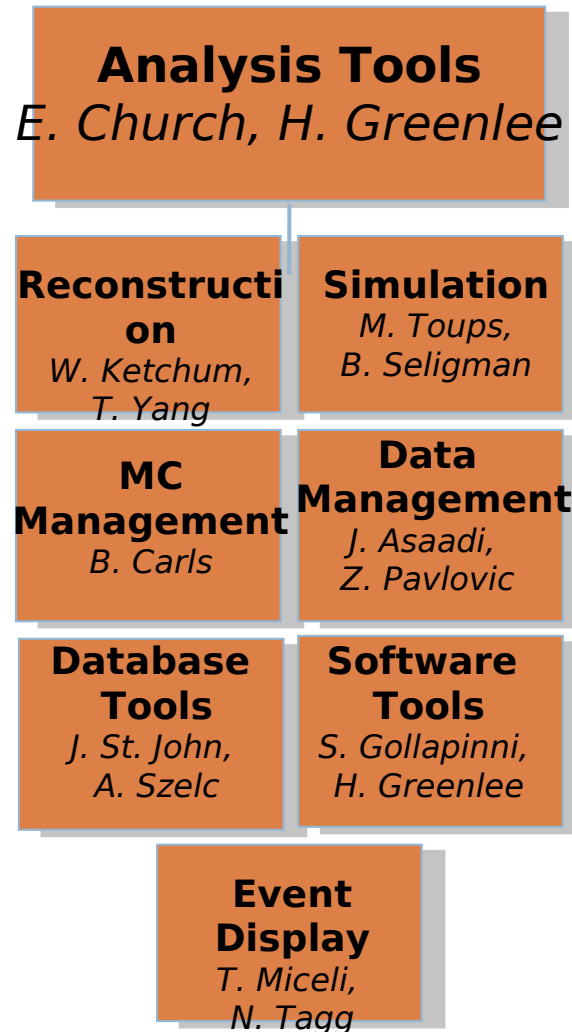 Analysis Tools
E. Church, H. Greenlee
Reconstructi
on
W. Ketchum,
T. Yang
Simulation
M. Toups,
B. Seligman
MC
Management
B. Carls
Data
Management
J. Asaadi,
Z. Pavlovic
Database
Tools
J. St. John,
A. Szelc
Software
Tools
S. Gollapinni,
H. Greenlee
Event
Display
T. Miceli,
N. Tagg